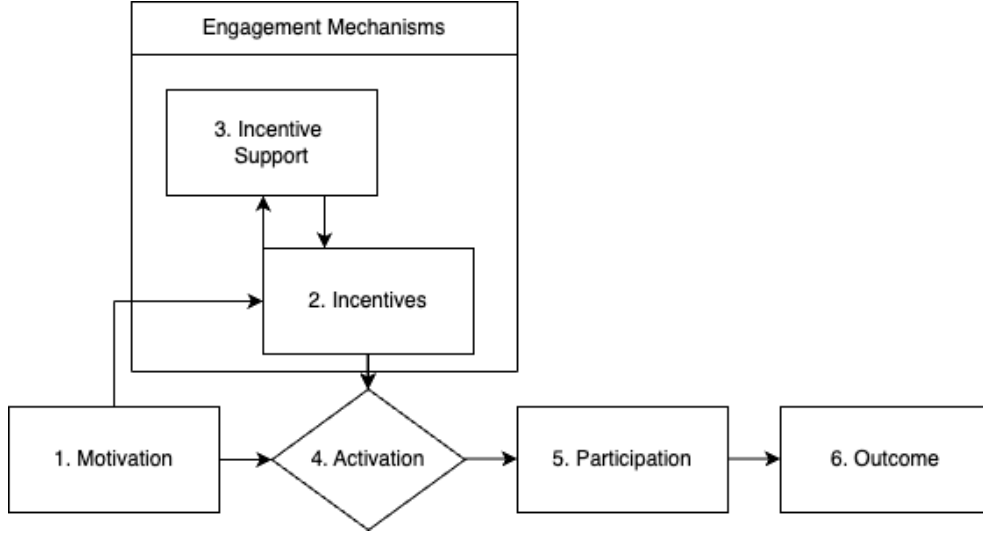 Engagement Mechanisms
3. Incentive
Support
2. Incentives
1. Motivation
4. Activation
5. Participation
6. Outcome